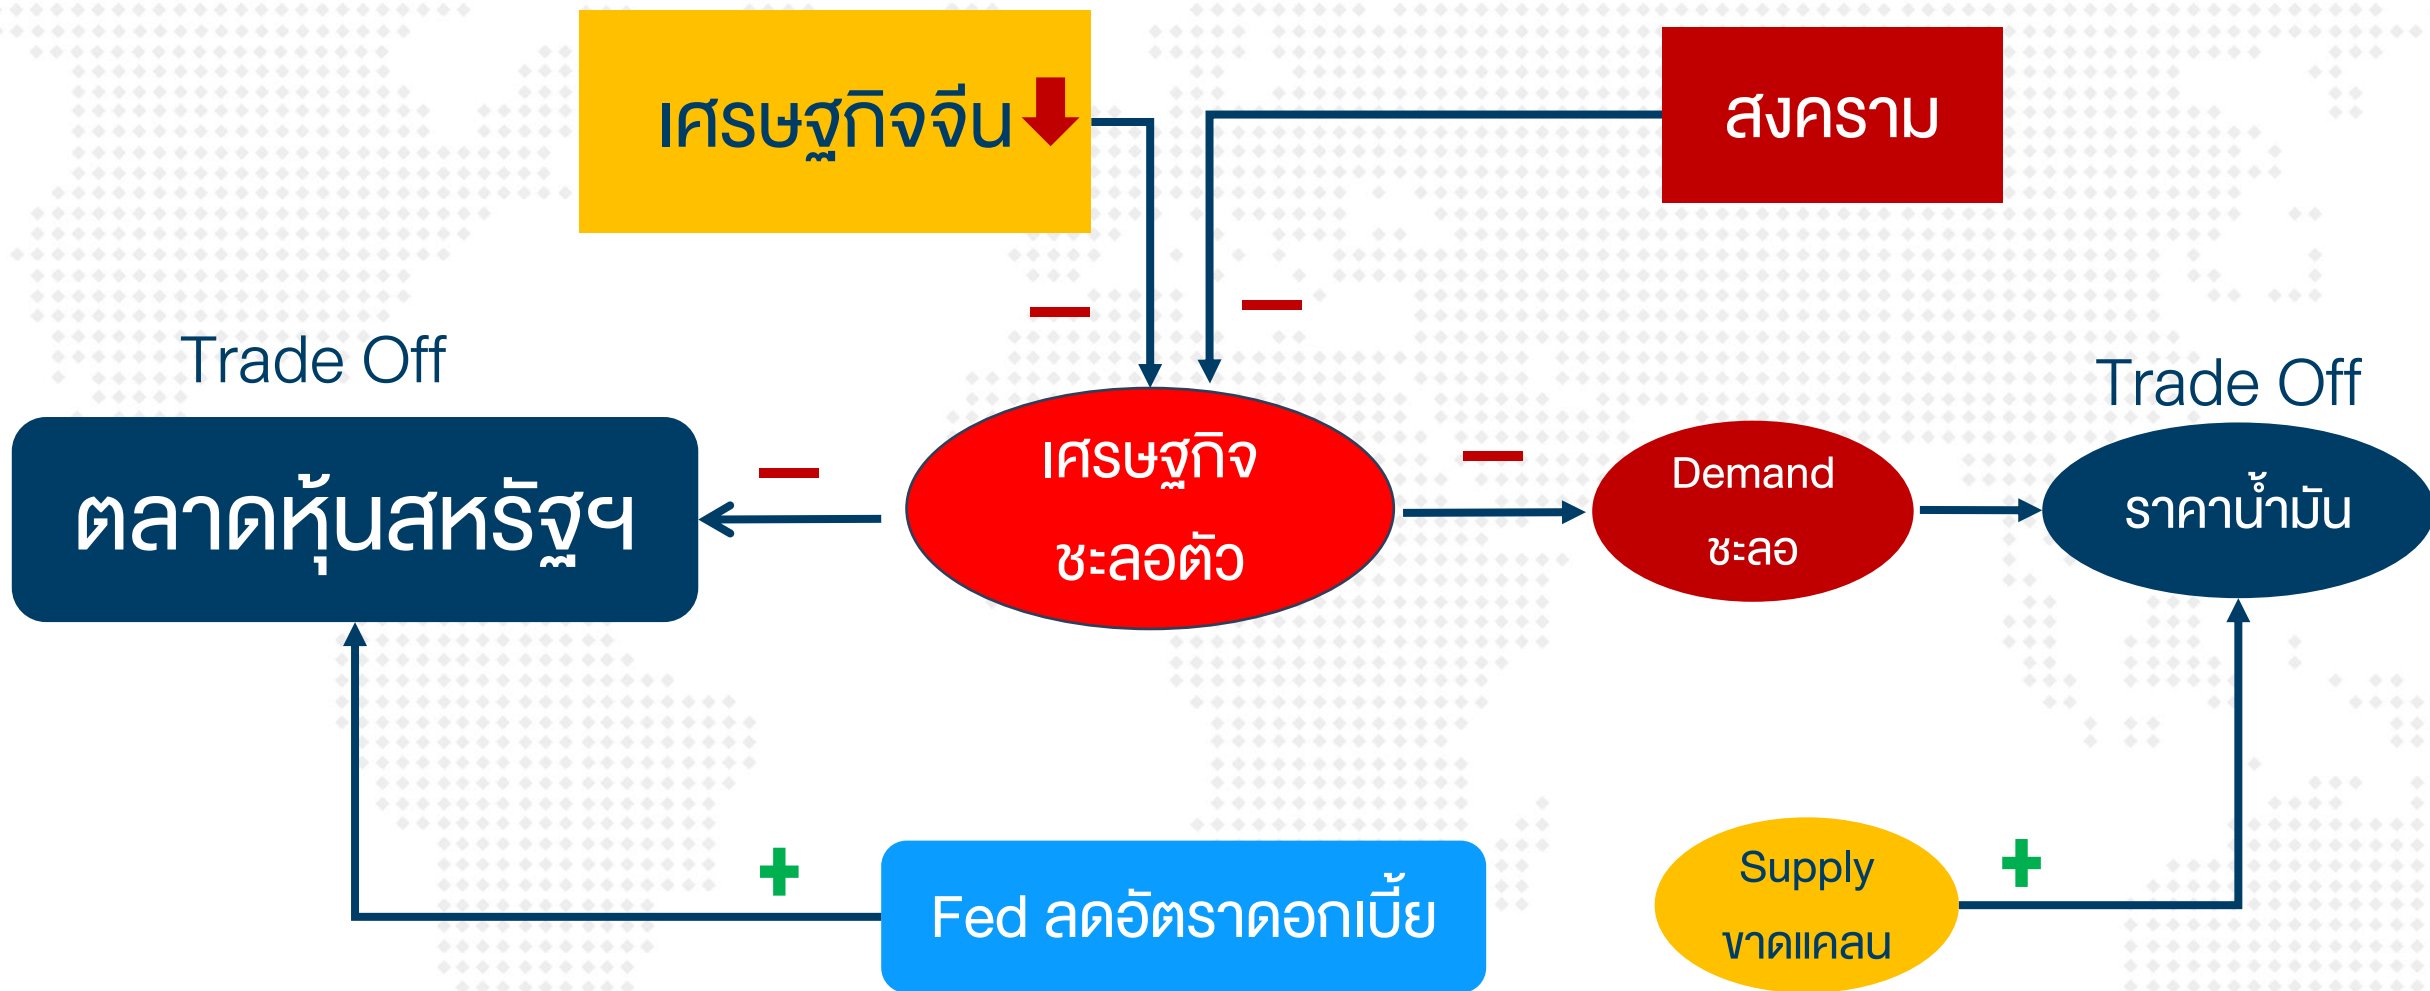 เศรษฐกิจจีน
สงคราม
Trade Off
Trade Off
ตลาดหุ้นสหรัฐฯ
เศรษฐกิจ
ชะลอตัว
Demand
ชะลอ
ราคาน้ำมัน
Fed ลดอัตราดอกเบี้ย
Supply
ขาดแคลน